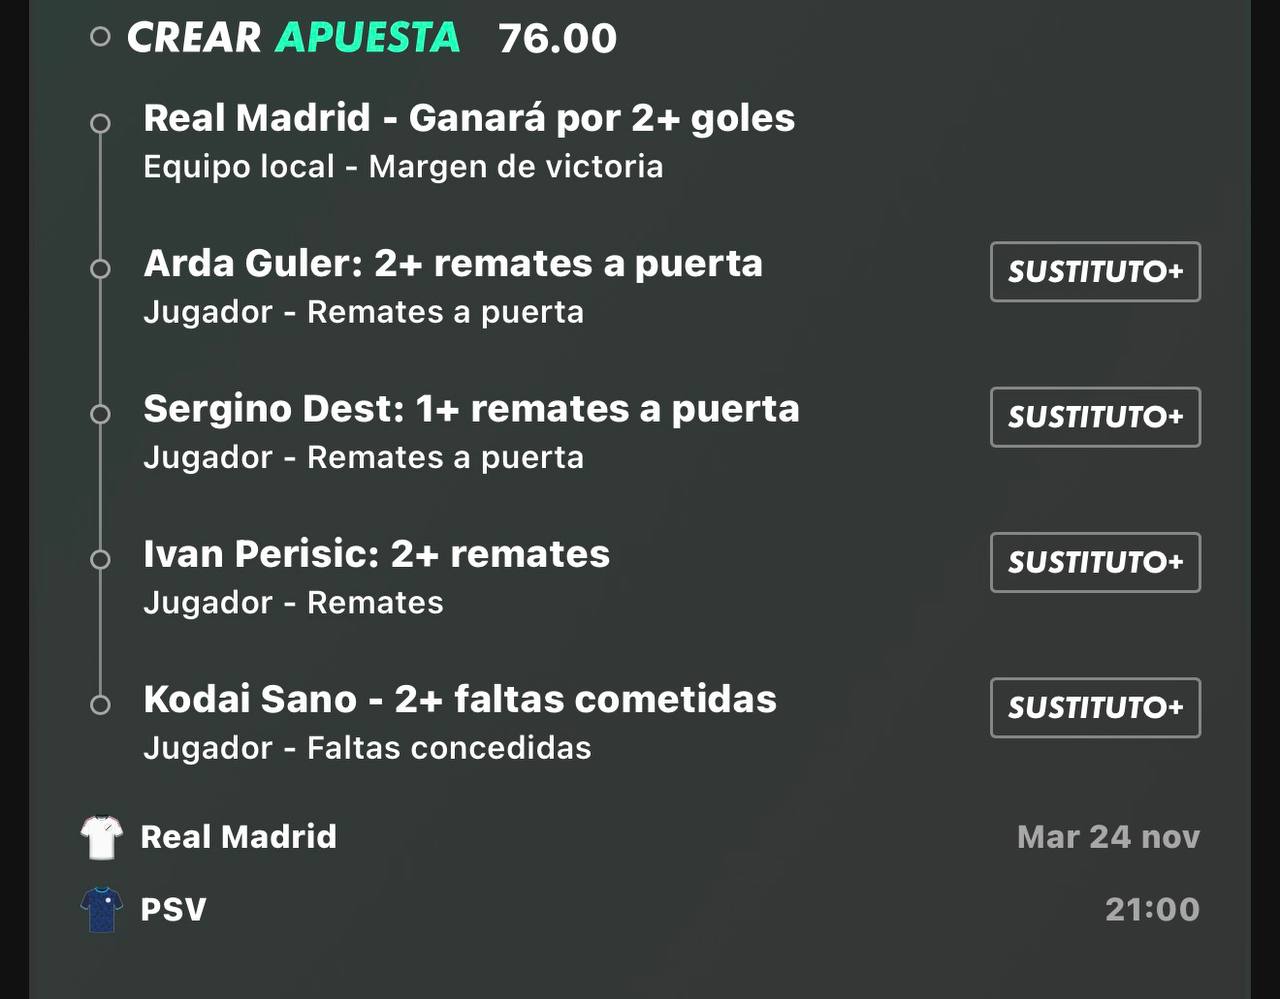 CREAR APUESTA 76.00
Real Madrid - Ganará por 2+ goles
Equipo local - Margen de victoria
Arda Guler: 2+ remates a puerta
SUSTITUTO+
Jugador - Remates a puerta
Sergino Dest: 1+ remates a puerta
SUSTITUTO+
Jugador - Remates a puerta
Ivan Perisic: 2+ remates
SUSTITUTO+
Jugador - Remates
Kodai Sano - 2+ faltas cometidas
SUSTITUTO+
Jugador - Faltas concedidas
Real Madrid
Mar 24 nov
PSV
21:00